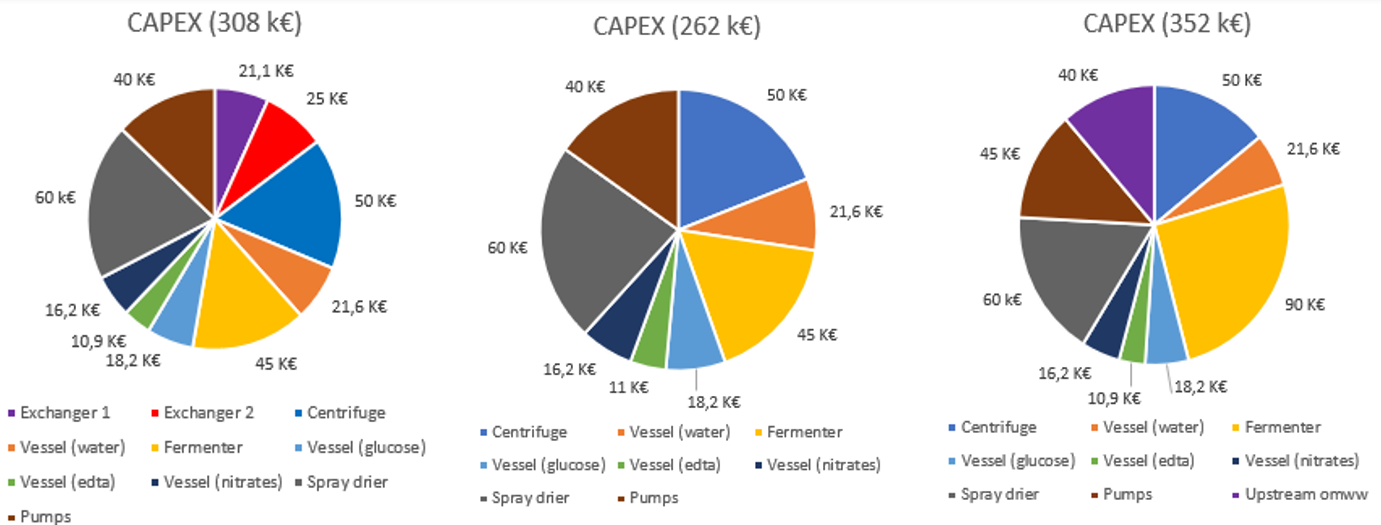 CAPEX (308 k€)
40 K€
21,1 K€
25 K€
60 k€
50 K€
16,2 K€
21,6 K€
10,9 K€
18,2 K€
45 K€
Exchanger 1 Exchanger 2 Centrifuge
Vessel (water) Fermenter Vessel (glucose)
Vessel (edta) Vessel (nitrates) Spray drier
Pumps
CAPEX (262 k€)
40 K€
50 K€
21,6 K€
60 K€
45 K€
16,2 K€
11 K€
18,2 K€
Centrifuge Vessel (water) Fermenter
Vessel (glucose) Vessel (edta) Vessel (nitrates)
Spray drier Pumps
CAPEX (352 k€)
40 K€
50 K€
45 K€
21,6 K€
60 k€
90 K€
16,2 K€
10,9 K€
18,2 K€
Centrifuge Vessel (water) Fermenter
Vessel (glucose) Vessel (edta) Vessel (nitrates)
Spray drier Pumps Upstream omww